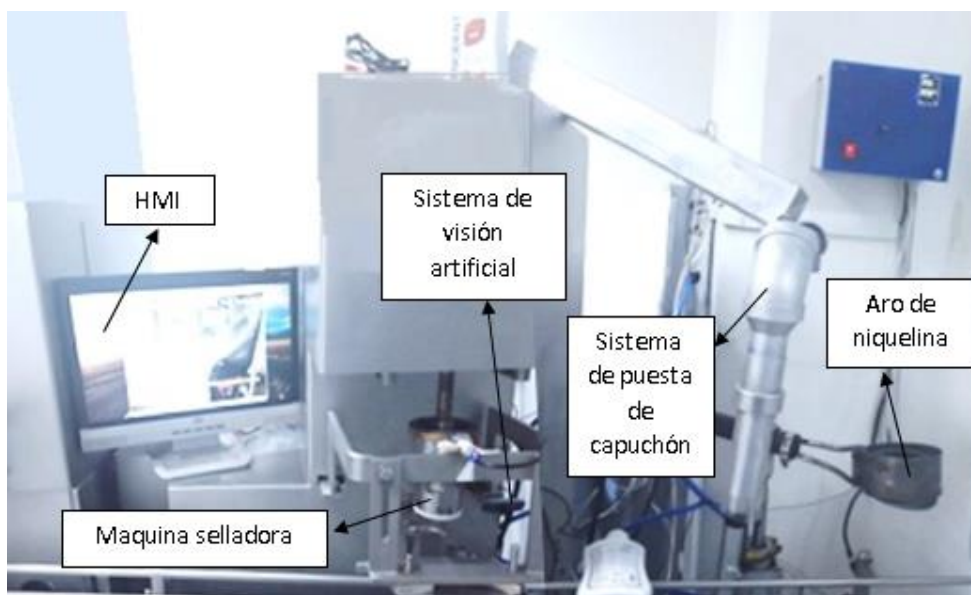 HMI
Sistema de
visión
artificial
Sistema
de puesta
de
capuchón
Aro de
niquelina
Maquina selladora